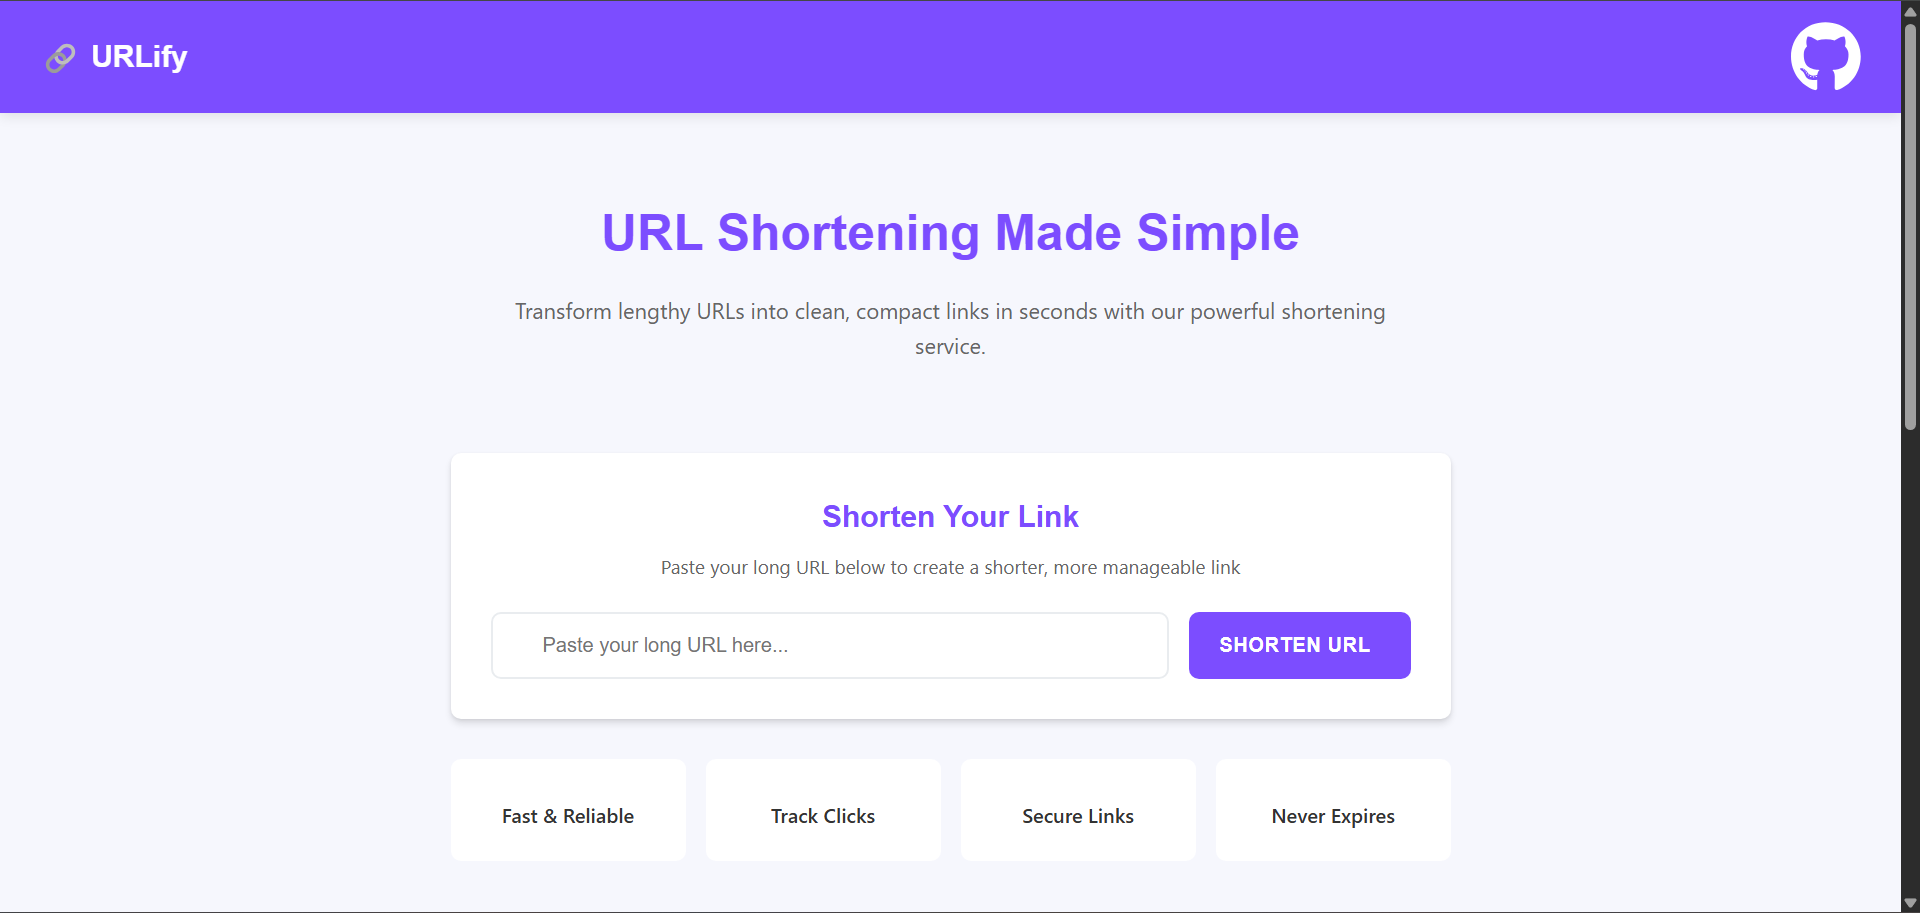 URLify
URL Shortening Made Simple
Transform lengthy URLs into clean, compact links in seconds with our powerful shortening
service.
Shorten Your Link
Paste your long URL below to create a shorter, more manageable link
Paste your long URL here...
SHORTEN URL
Fast & Reliable
Track Clicks
Secure Links
Never Expires